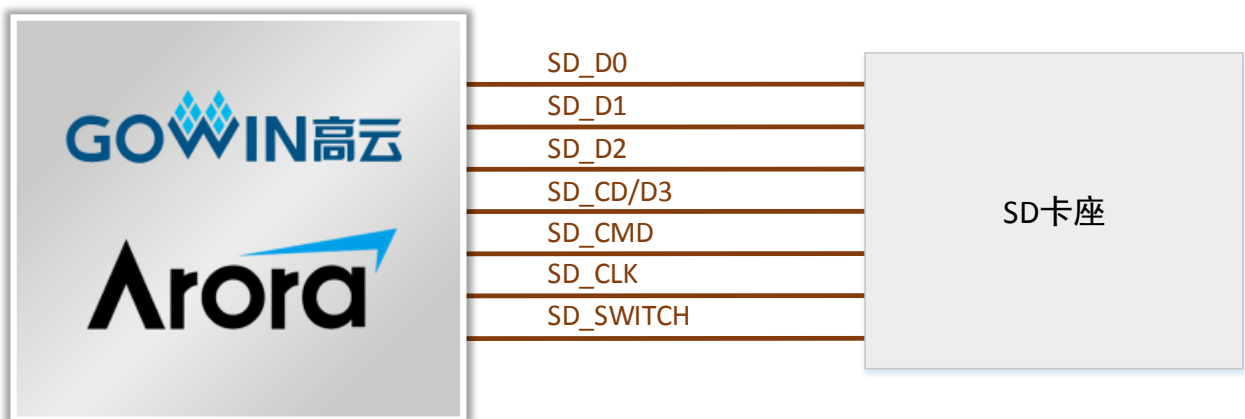 GOWIN高云
Arora
SD_D0
SD_D1
SD_D2
SD_CD/D3
SD_CMD
SD_CLK
SD_SWITCH
SD卡座